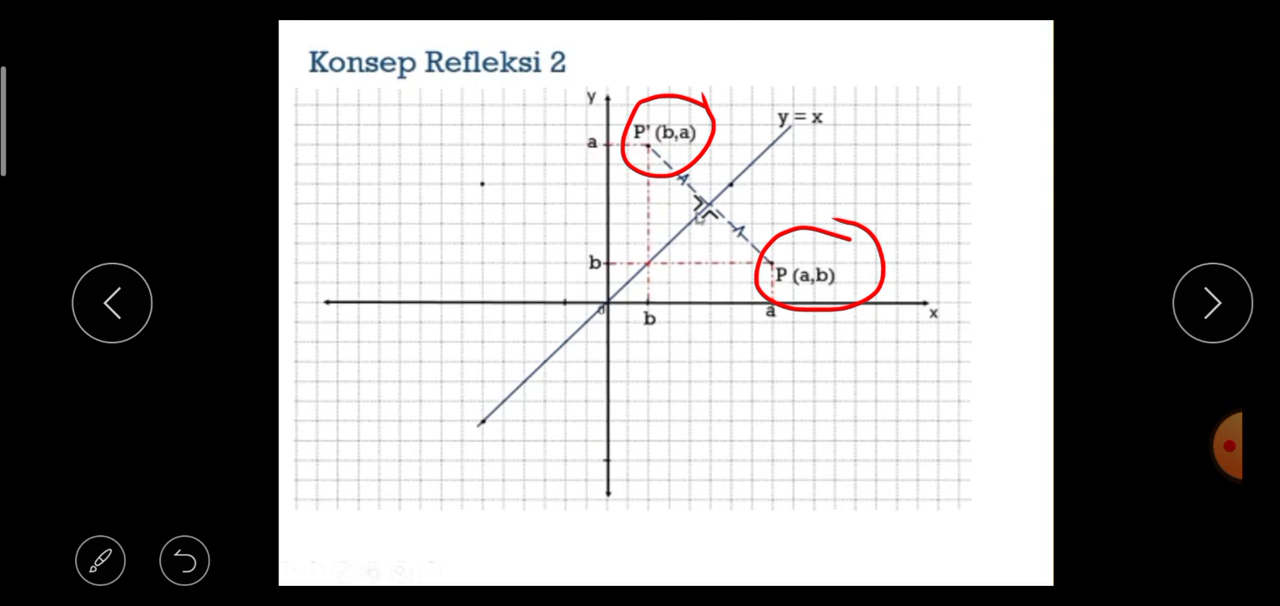 Konsep Refleksi 2
y
P' (b,a)
y = x
a
b
P (a,b)
0
b
a
x